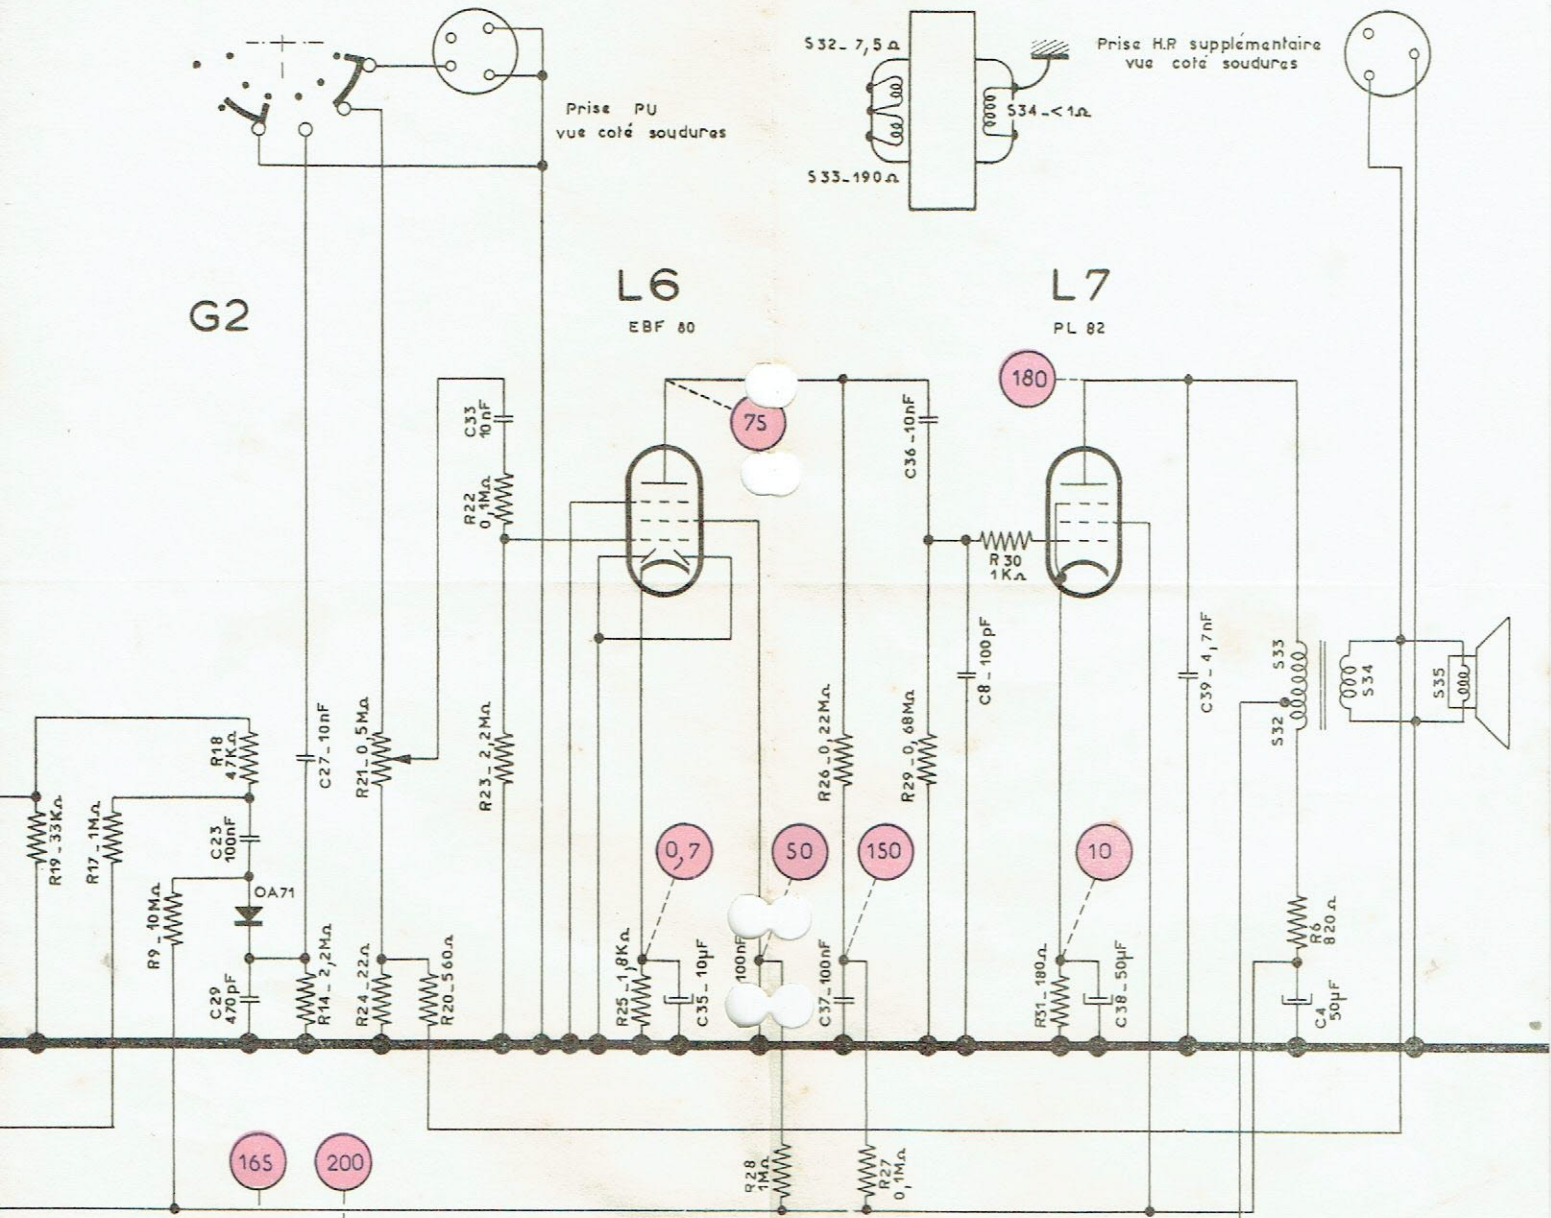 S32_ 7,5Ω
Prise H.P supplémentaire
vue coté soudures
Prise PU
vue coté soudures
S34_<1Ω
S33_190Ω
G2
L6
EBF 80
L7
PL 82
180
75
C33
10nF
R22
0,1MΩ
C36_10nF
R30
1KΩ
C8_100pF
C39_4,7nF
S33
S32
S34
S35
R18
47KΩ
C27_10nF
R21_0,5MΩ
R23_2,2MΩ
R26_0,22MΩ
R29_0,68MΩ
R19_33KΩ
R17_1MΩ
C23
100nF
0,7
50
150
10
OA71
R9_10MΩ
C29
470pF
R14_2,2MΩ
R24_22Ω
R20_560Ω
R25_1,8KΩ
C35_10µF
100nF
C37_100nF
R31_180Ω
C38_50µF
R6
820Ω
C4
50µF
165
200
R28
1MΩ
R27
0,1MΩ